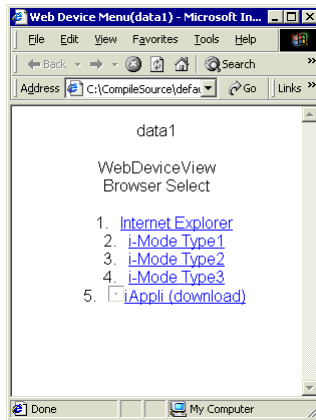 Web Device Menu(data1) - Microsoft In...
File Edit View Favorites Tools Help
Back Search »
Address C:\CompileSource\defau Go Links »
data1
WebDeviceView
Browser Select
1. Internet Explorer
2. i-Mode Type1
3. i-Mode Type2
4. i-Mode Type3
5. iAppli (download)
Done My Computer